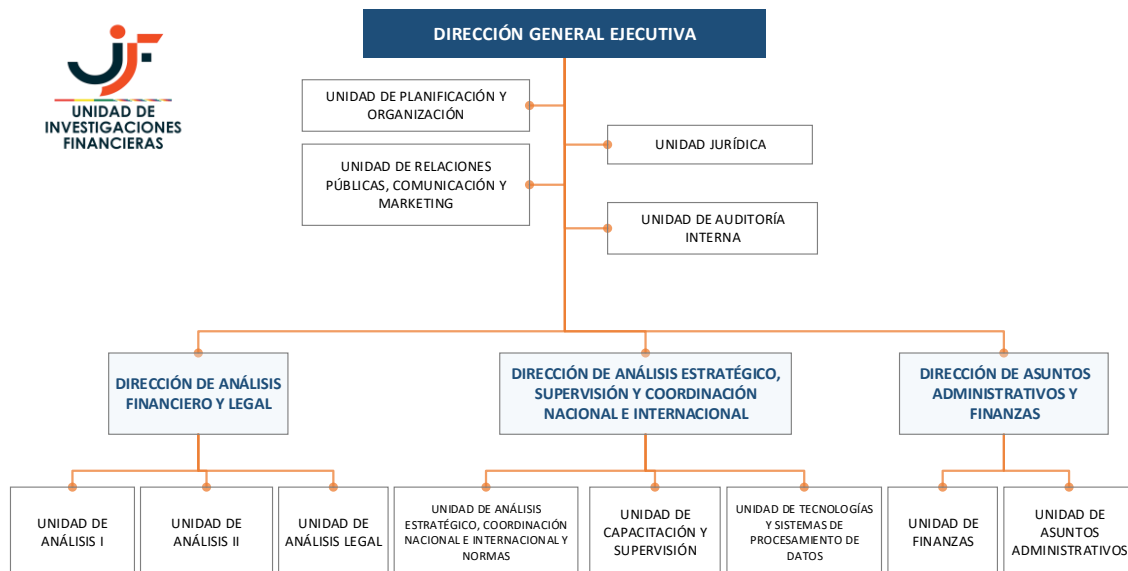 DIRECCIÓN GENERAL EJECUTIVA
UNIDAD DE
INVESTIGACIONES
FINANCIERAS
UNIDAD DE PLANIFICACIÓN Y
ORGANIZACIÓN
UNIDAD JURÍDICA
UNIDAD DE RELACIONES
PÚBLICAS, COMUNICACIÓN Y
MARKETING
UNIDAD DE AUDITORÍA
INTERNA
DIRECCIÓN DE ANÁLISIS
FINANCIERO Y LEGAL
DIRECCIÓN DE ANÁLISIS ESTRATÉGICO,
SUPERVISIÓN Y COORDINACIÓN
NACIONAL E INTERNACIONAL
DIRECCIÓN DE ASUNTOS
ADMINISTRATIVOS Y
FINANZAS
UNIDAD DE
ANÁLISIS I
UNIDAD DE
ANÁLISIS II
UNIDAD DE
ANÁLISIS LEGAL
UNIDAD DE ANÁLISIS
ESTRATÉGICO, COORDINACIÓN
NACIONAL E INTERNACIONAL Y
NORMAS
UNIDAD DE
CAPACITACIÓN Y
SUPERVISIÓN
UNIDAD DE TECNOLOGÍAS
Y SISTEMAS DE
PROCESAMIENTO DE
DATOS
UNIDAD DE
FINANZAS
UNIDAD DE
ASUNTOS
ADMINISTRATIVOS